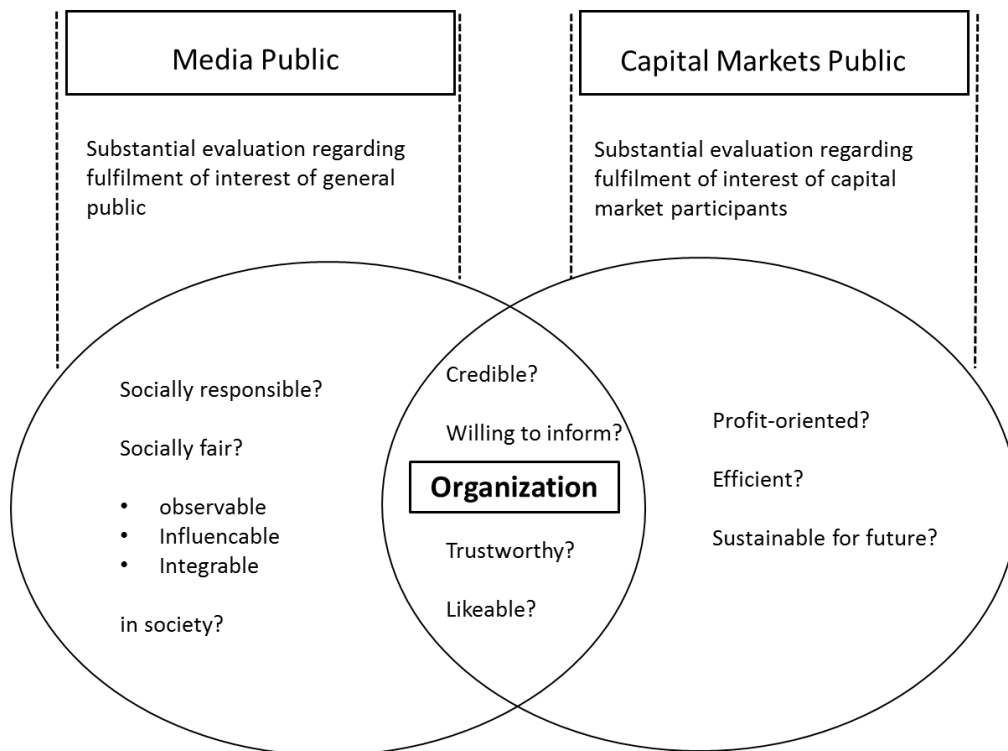 Media Public
Capital Markets Public
Substantial evaluation regarding
fulfilment of interest of general
public
Substantial evaluation regarding
fulfilment of interest of capital
market participants
Socially responsible?
Socially fair?
• observable
• Influencable
• Integrable
in society?
Credible?
Willing to inform?
Organization
Trustworthy?
Likeable?
Profit-oriented?
Efficient?
Sustainable for future?